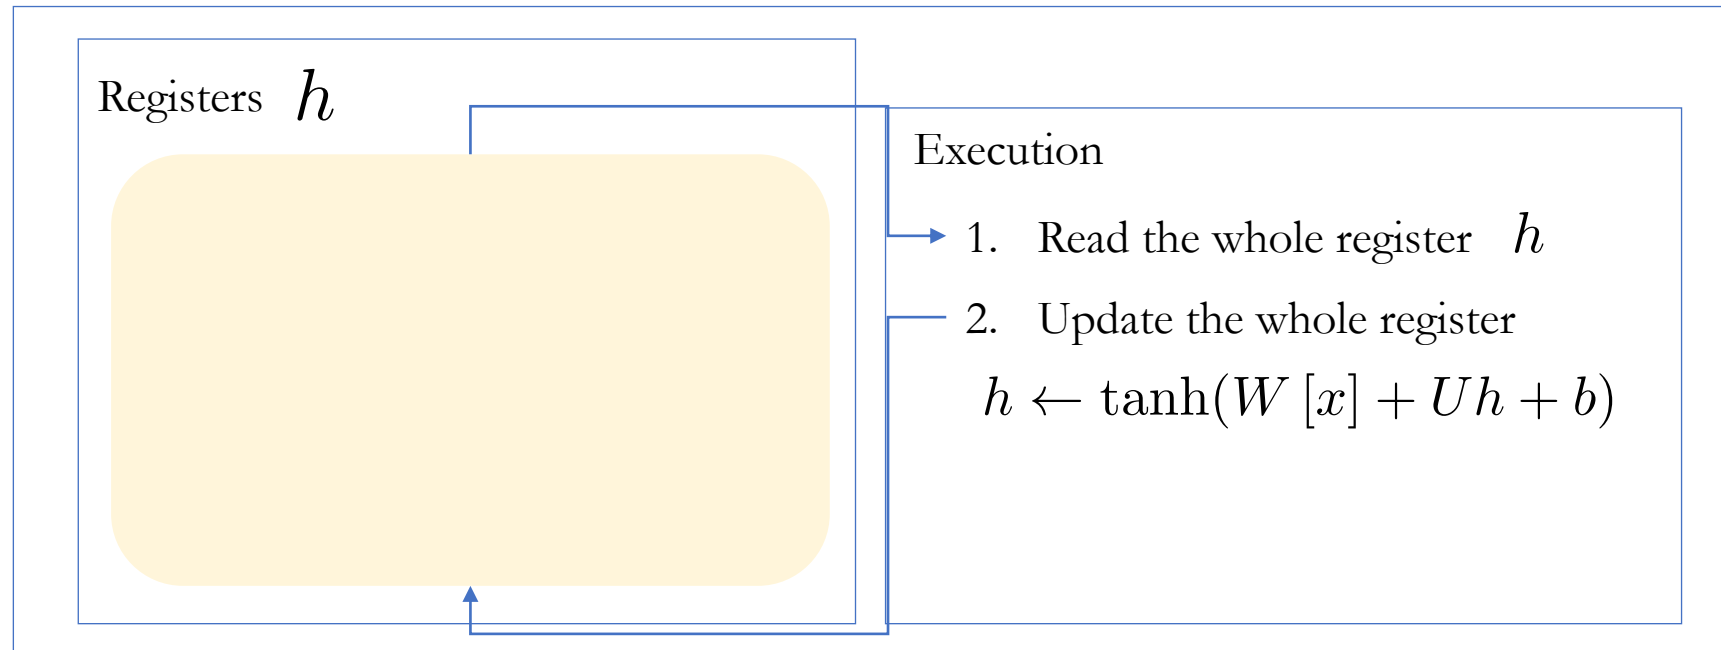 Registers h
Execution
1. Read the whole register h
2. Update the whole register
h ← tanh(W [x] + Uh + b)